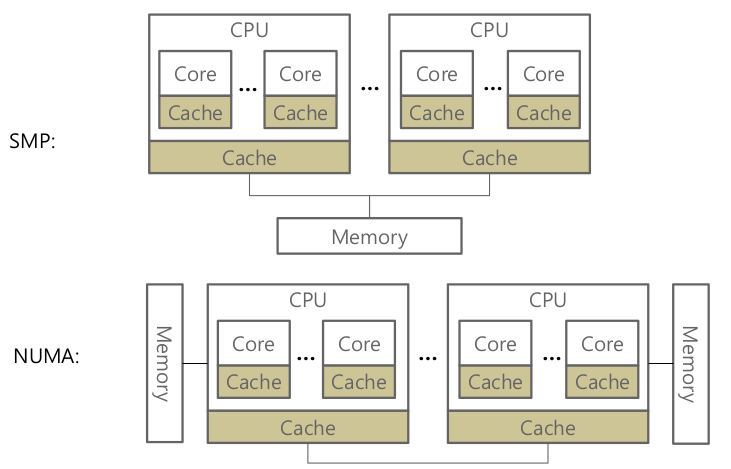 CPU CPU
Core ... Core ... Core ... Core
Cache Cache Cache Cache
SMP:
Cache Cache
Memory
CPU CPU
Memory Core ... Core ... Core ... Core Memory
NUMA:
Cache Cache Cache Cache
Cache Cache